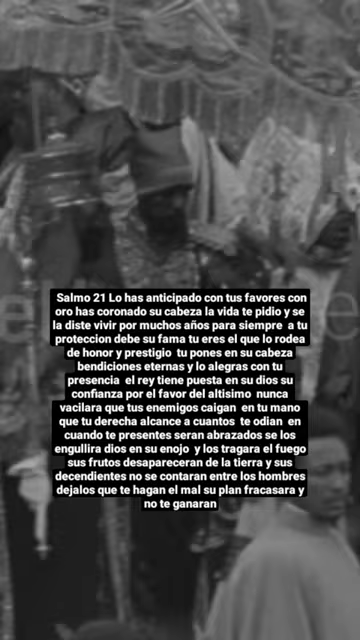 Salmo 21 Lo has anticipado con tus favores con
oro has coronado su cabeza la vida te pidio y se
la diste vivir por muchos años para siempre a tu
proteccion debe su fama tu eres el que lo rodea
de honor y prestigio tu pones en su cabeza
bendiciones eternas y lo alegras con tu
presencia el rey tiene puesta en su dios su
confianza por el favor del altisimo nunca
vacilara que tus enemigos caigan en tu mano
que tu derecha alcance a cuantos te odian en
cuando te presentes seran abrazados se los
engullira dios en su enojo y los tragara el fuego
sus frutos desapareceran de la tierra y sus
decendientes no se contaran entre los hombres
dejalos que te hagan el mal su plan fracasara y
no te ganaran